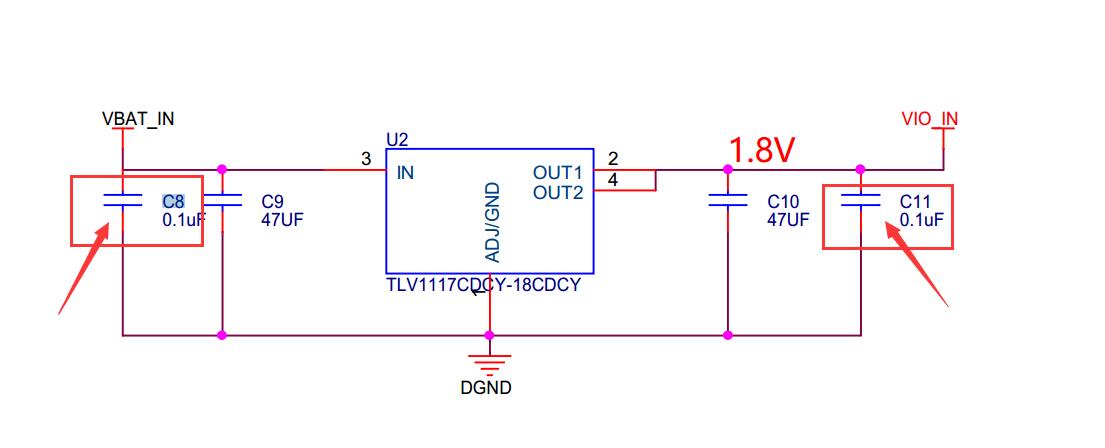 VBAT_IN
VIO_IN
U2
1.8V
3
IN
OUT1
2
OUT2
4
ADJ/GND
C8
0.1uF
C9
47UF
C10
47UF
C11
0.1uF
TLV1117CDCY-18CDCY
1
DGND